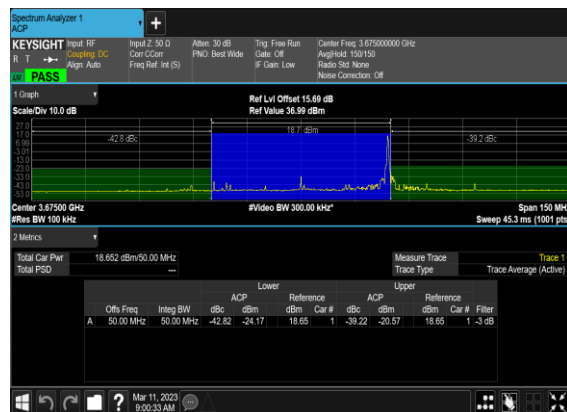 Spectrum Analyzer 1
ACP
KEYSIGHT Input: RF Input Z: 50 Ω Atten: 30 dB Trig: Free Run Center Freq: 3.675000000 GHz
R T Coupling: DC Corr CCorr PNO: Best Wide Gate: Off Avg|Hold: 150/150
Align: Auto Freq Ref: Int (S) IF Gain: Low Radio Std: None
LN PASS Noise Correction: Off
1 Graph Ref Lvl Offset 15.69 dB
Scale/Div 10.0 dB Ref Value 36.99 dBm
27.0
17.0 18.7 dBm
6.99 -42.8 dBc -39.2 dBc
-3.01
-13.0
-23.0
-33.0
-43.0
-53.0
Center 3.67500 GHz #Video BW 300.00 kHz* Span 150 MHz
#Res BW 100 kHz Sweep 45.3 ms (1001 pts)
2 Metrics
Total Car Pwr 18.652 dBm/50.00 MHz Measure Trace Trace 1
Total PSD --- Trace Type Trace Average (Active)
Lower Upper
ACP Reference ACP Reference
Offs Freq Integ BW dBc dBm dBm Car # dBc dBm dBm Car # Filter
A 50.00 MHz 50.00 MHz -42.82 -24.17 18.65 1 -39.22 -20.57 18.65 1 -3 dB
Mar 11, 2023
9:00:33 AM